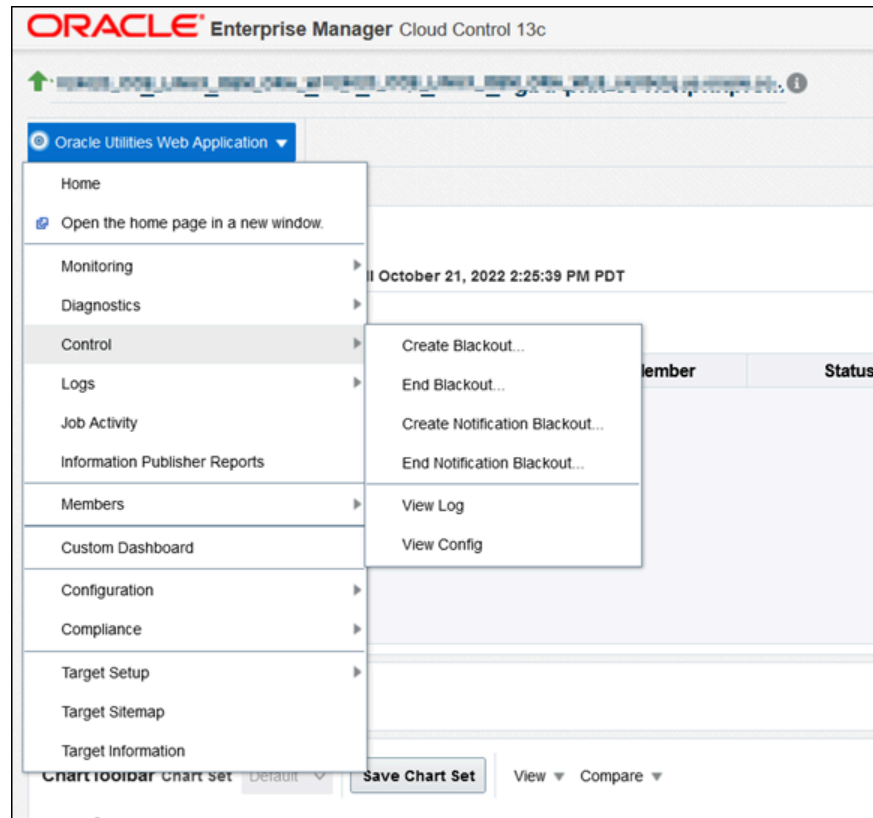 ORACLE® Enterprise Manager Cloud Control 13c
Oracle Utilities Web Application
Home
Open the home page in a new window.
Monitoring
October 21, 2022 2:25:39 PM PDT
Diagnostics
Control
Create Blackout...
Status
Logs
End Blackout...
Job Activity
Create Notification Blackout...
Information Publisher Reports
End Notification Blackout...
Members
View Log
Custom Dashboard
View Config
Configuration
Compliance
Target Setup
Target Sitemap
Target Information
Chart Toolbar Chart Set Default Save Chart Set View Compare